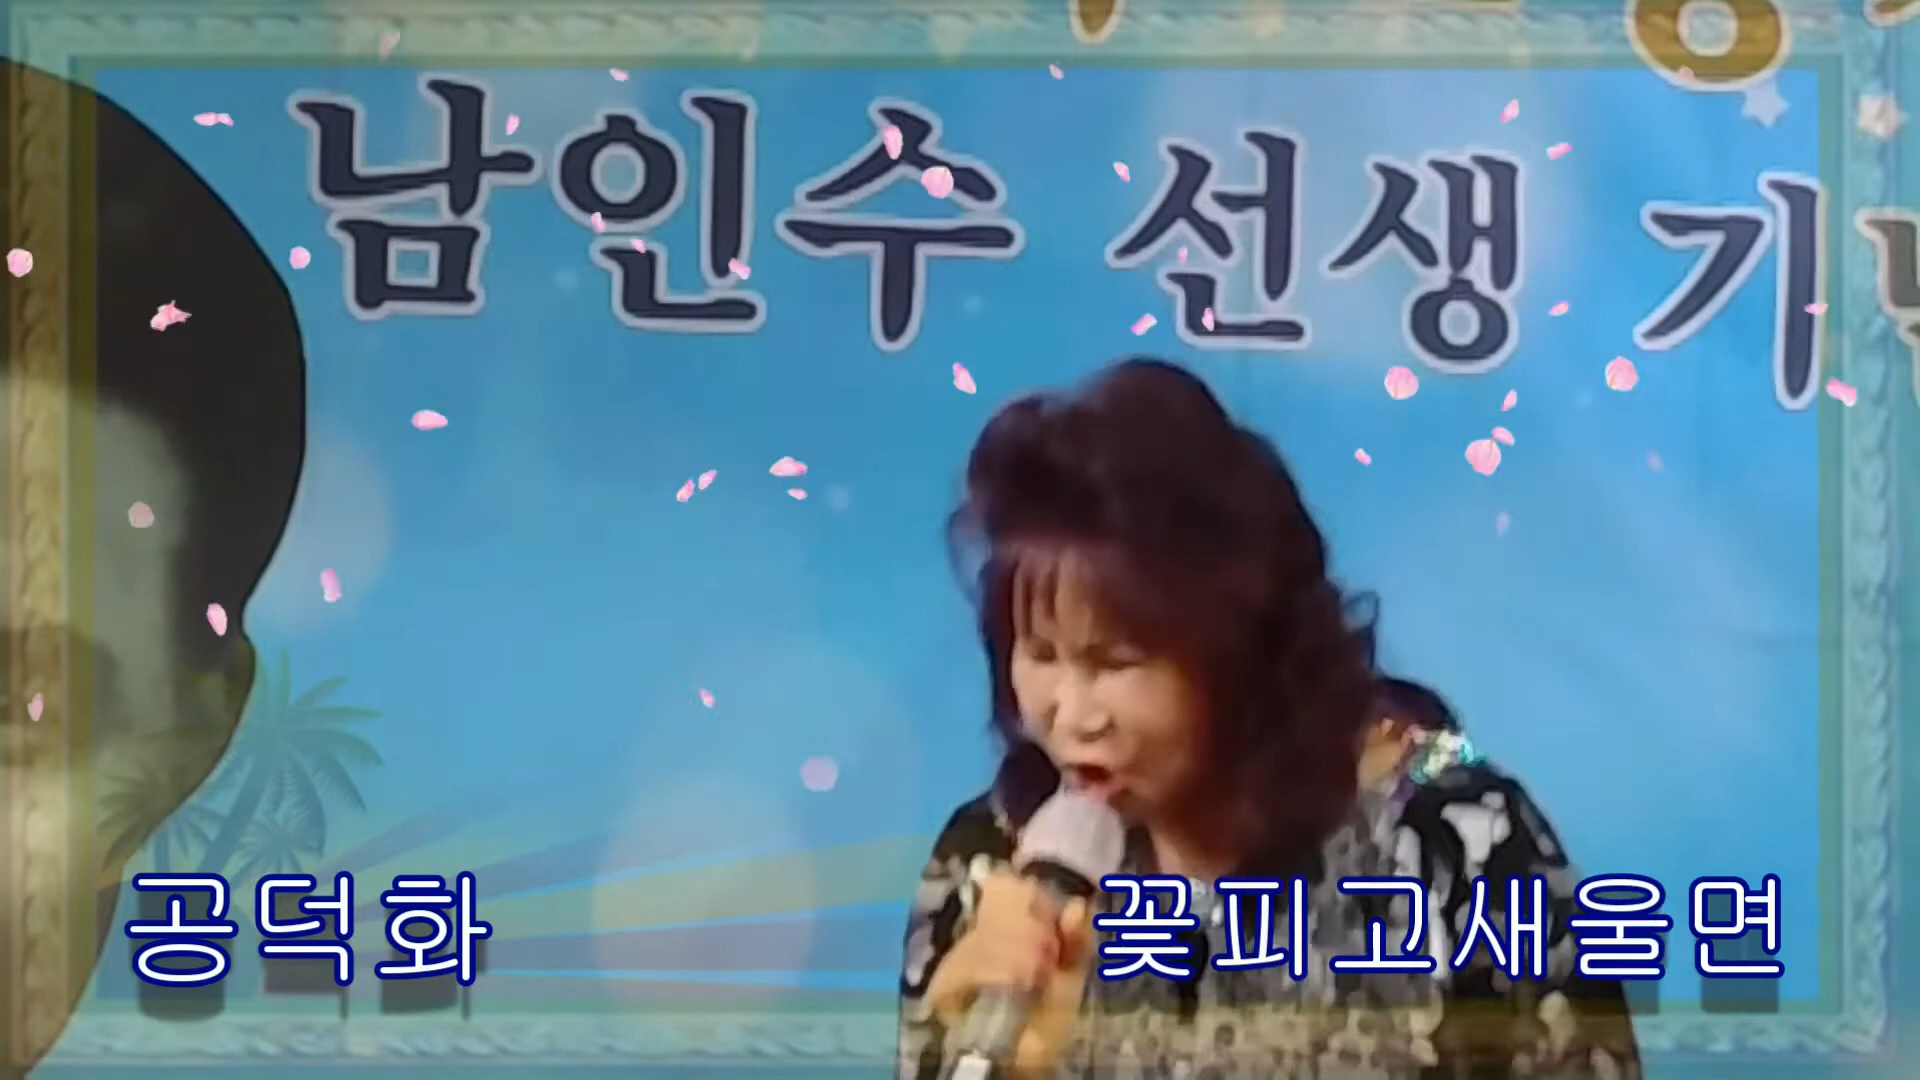 남인수 선생 기
공덕화
꽃피고새울면